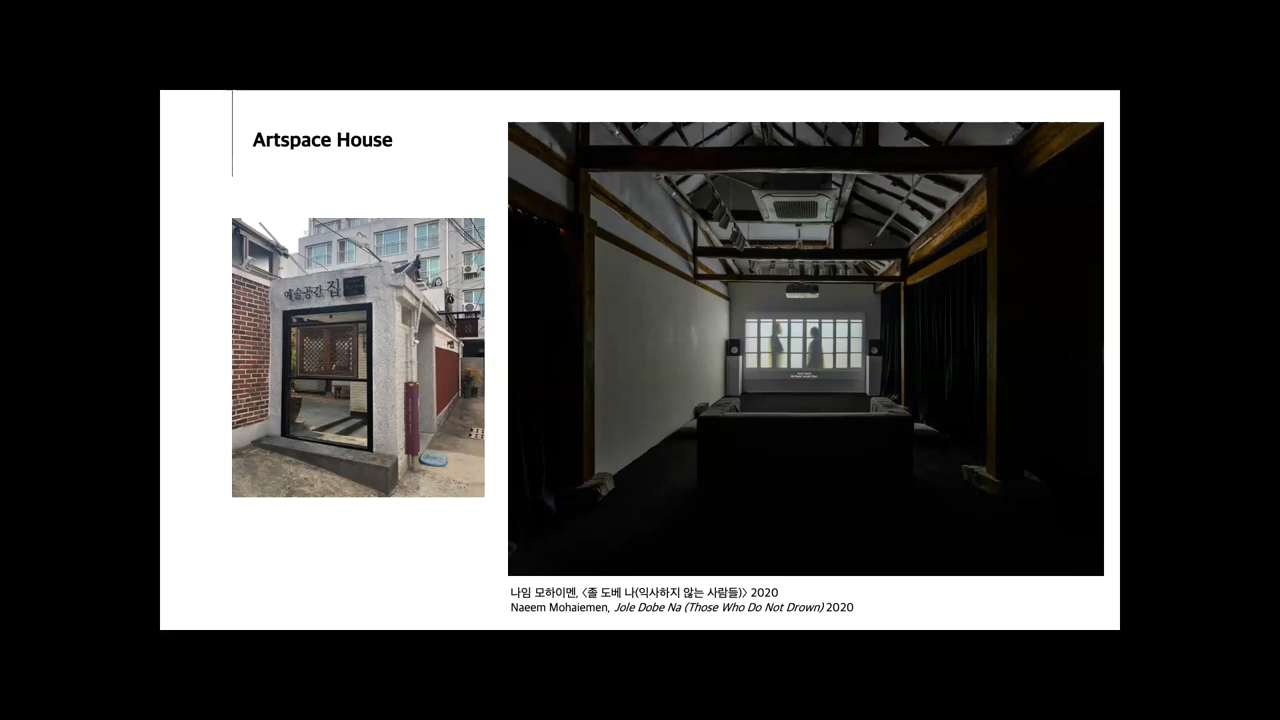 Artspace House
예술공간 집
나임 모하이멘, 〈졸 도베 나(익사하지 않는 사람들)〉 2020
Naeem Mohaiemen, Jole Dobe Na (Those Who Do Not Drown) 2020